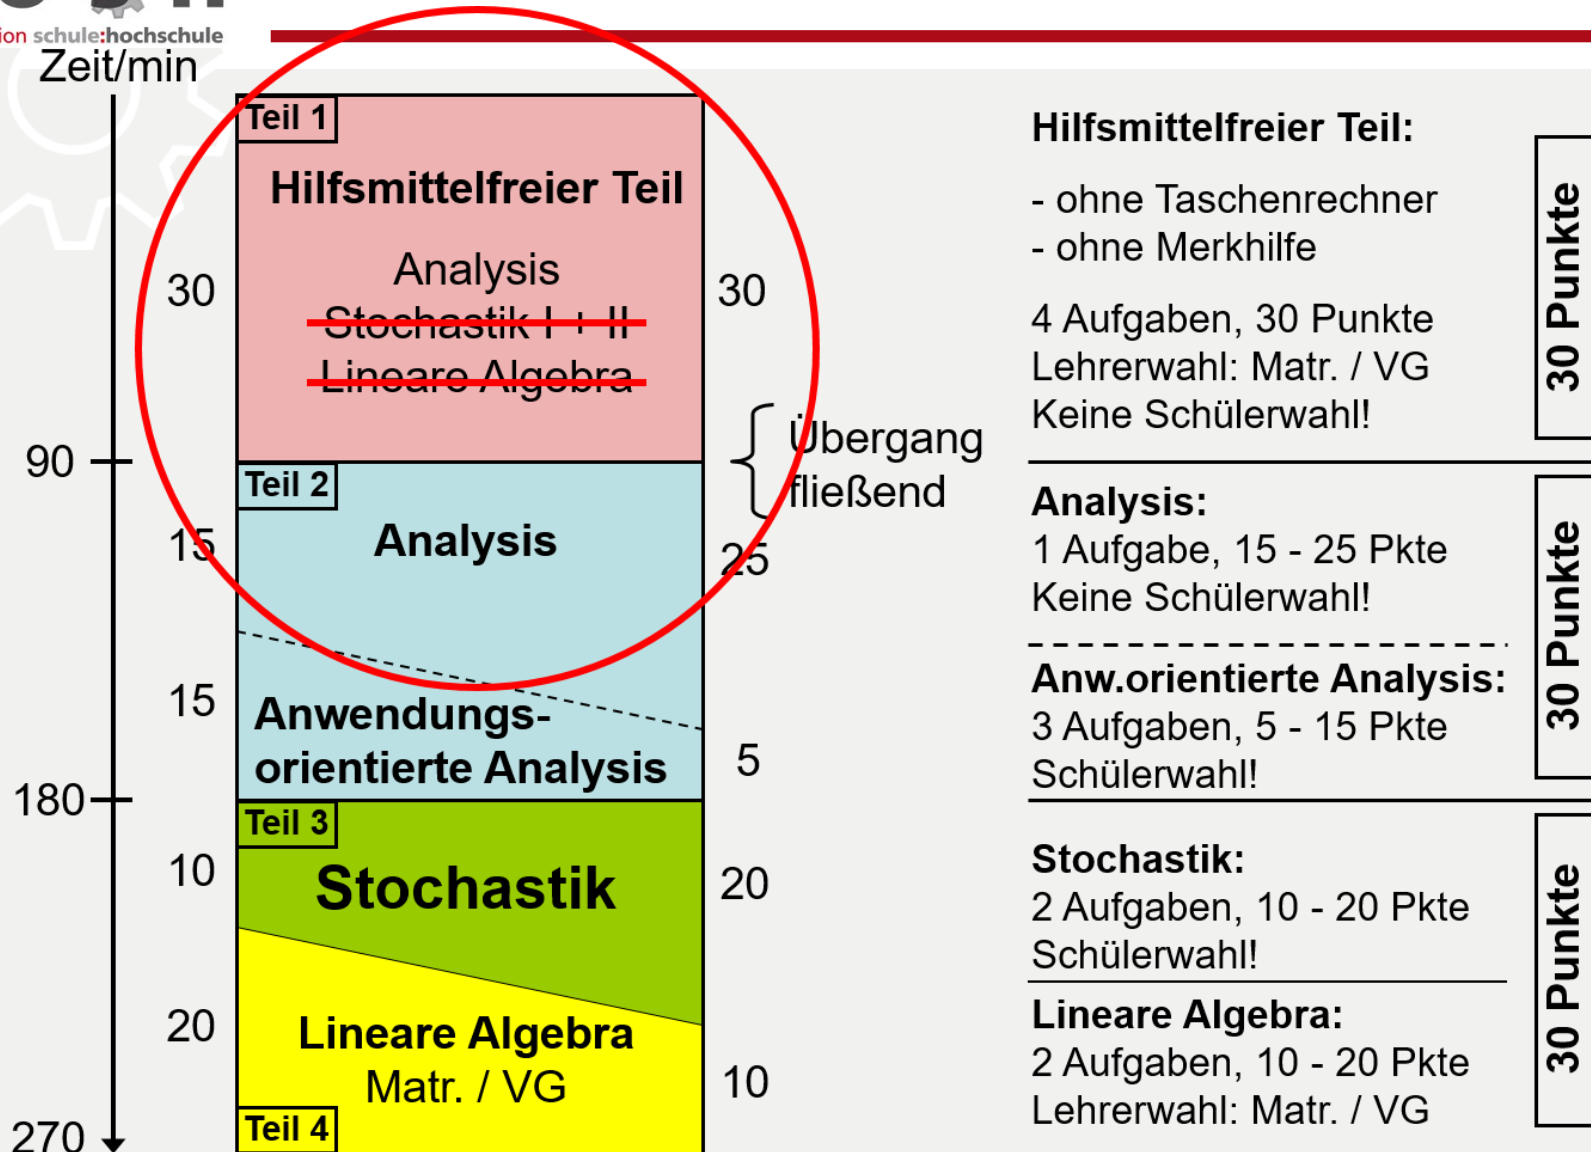 ion schule:hochschule
Zeit/min
Teil 1
Hilfsmittelfreier Teil
Analysis
Stochastik I + II
Lineare Algebra
30
30
90
Übergang
fließend
Teil 2
Analysis
15
25
15
Anwendungs-
orientierte Analysis
5
180
Teil 3
Stochastik
10
20
20
Lineare Algebra
Matr. / VG
10
Teil 4
270
Hilfsmittelfreier Teil:
- ohne Taschenrechner
- ohne Merkhilfe
4 Aufgaben, 30 Punkte
Lehrerwahl: Matr. / VG
Keine Schülerwahl!
30 Punkte
Analysis:
1 Aufgabe, 15 - 25 Pkte
Keine Schülerwahl!
Anw.orientierte Analysis:
3 Aufgaben, 5 - 15 Pkte
Schülerwahl!
30 Punkte
Stochastik:
2 Aufgaben, 10 - 20 Pkte
Schülerwahl!
Lineare Algebra:
2 Aufgaben, 10 - 20 Pkte
Lehrerwahl: Matr. / VG
30 Punkte